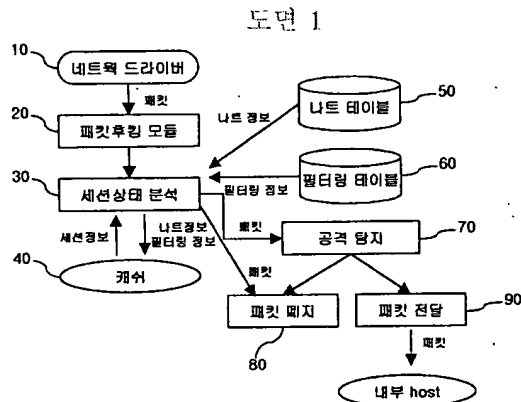 도면 1
10
네트웍 드라이버
패킷
20
패킷후킹 모듈
50
나트 테이블
나트 정보
60
필터링 테이블
필터링 정보
30
세션상태 분석
패킷
70
공격 탐지
세션정보
나트정보
필터링 정보
패킷
40
캐쉬
패킷 폐지
80
패킷 전달
90
패킷
내부 host